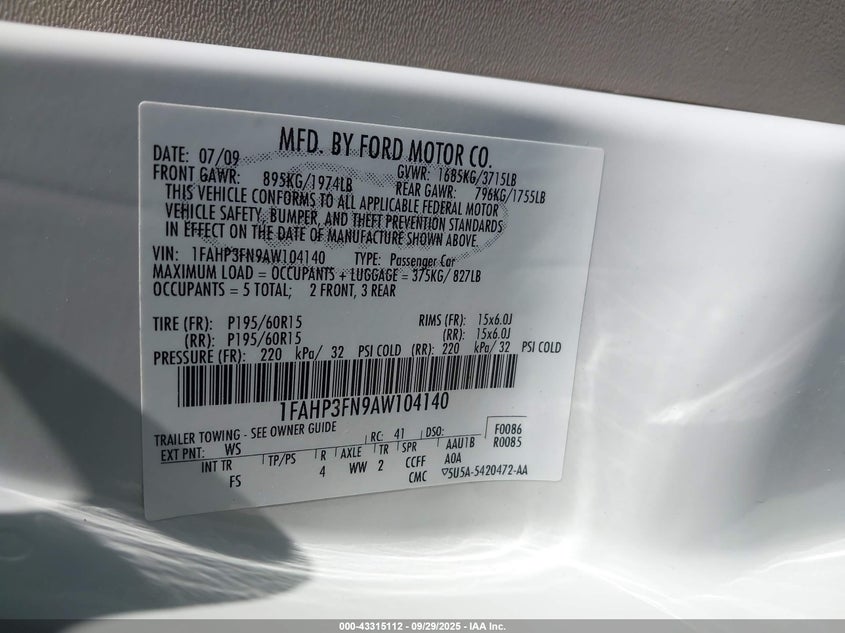 MFD. BY FORD MOTOR CO.
DATE: 07/09 GVWR: 1685KG/3715LB
FRONT GAWR: 895KG/1974LB REAR GAWR: 796KG/1755LB
THIS VEHICLE CONFORMS TO ALL APPLICABLE FEDERAL MOTOR
VEHICLE SAFETY, BUMPER, AND THEFT PREVENTION STANDARDS
IN EFFECT ON THE DATE OF MANUFACTURE SHOWN ABOVE.
VIN: 1FAHP3FN9AW104140 TYPE: Passenger Car
MAXIMUM LOAD = OCCUPANTS + LUGGAGE = 375KG/ 827LB
OCCUPANTS = 5 TOTAL; 2 FRONT, 3 REAR
TIRE (FR): P195/60R15 RIMS (FR): 15x6.0J
(RR): P195/60R15 (RR): 15x6.0J
PRESSURE (FR): 220 kPa/ 32 PSI COLD (RR): 220 kPa/ 32 PSI COLD
1FAHP3FN9AW104140
TRAILER TOWING - SEE OWNER GUIDE RC: 41 DSO: F0086
EXT PNT: WS R0085
INT TR TP/PS R AXLE TR SPR AAU1B
FS 4 WW 2 CCFF AOA
CMC ▽5U5A-5420472-AA
000-43315112 - 09/29/2025 - IAA Inc.